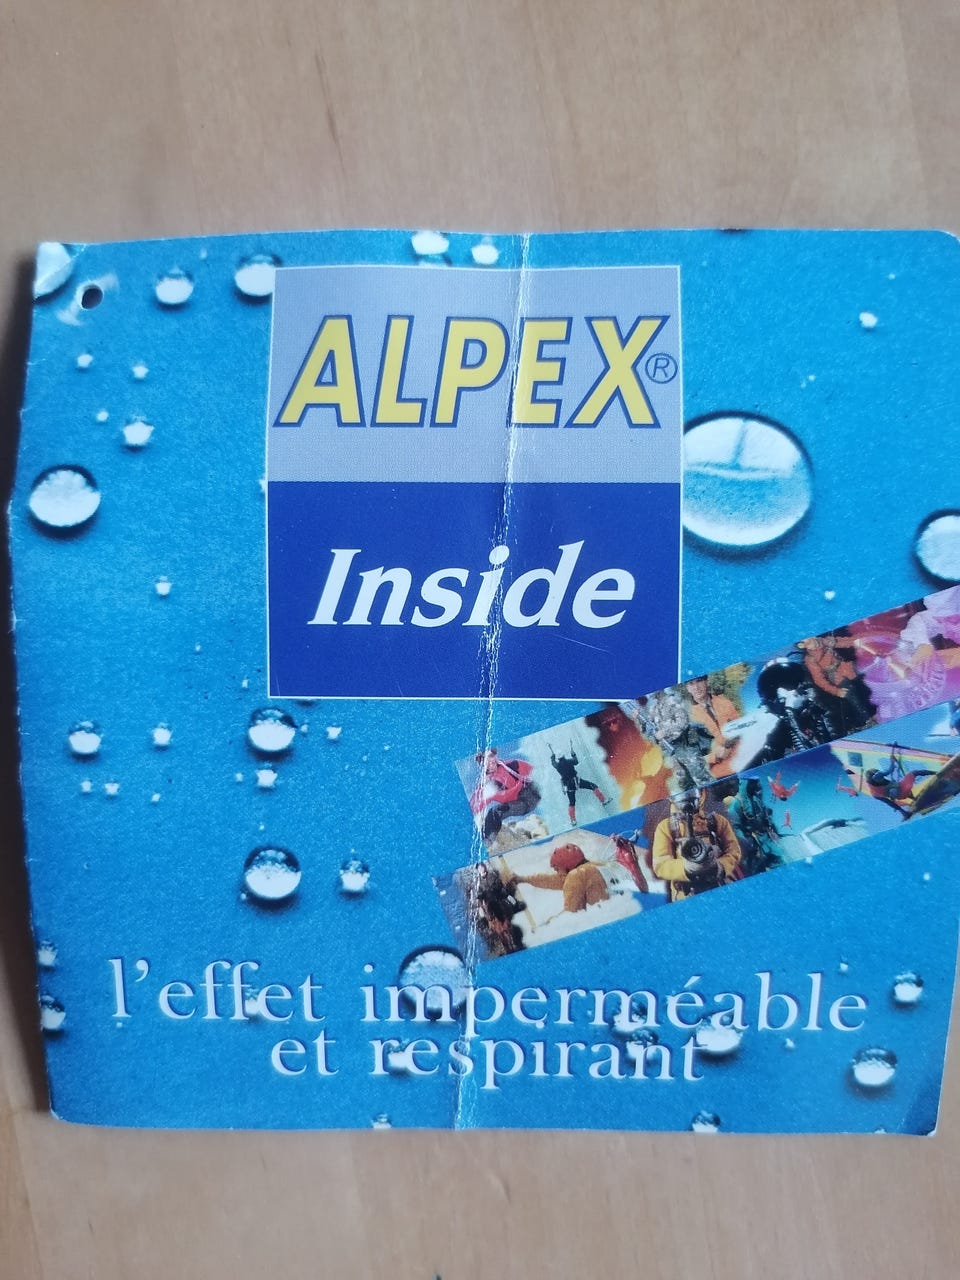 ALPEX®
Inside
l'effet imperméable
et respirant